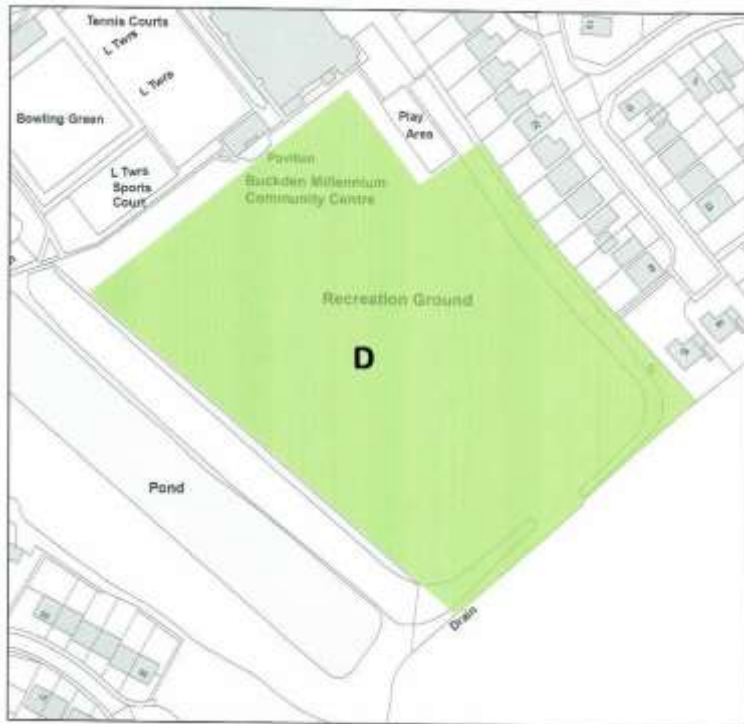 Tennis Courts
L Twrs
L Twrs
Bowling Green
Play
Area
L Twrs
Sports
Court
Pavilion
Buckden Millennium
Community Centre
Recreation Ground
D
Pond
Drain